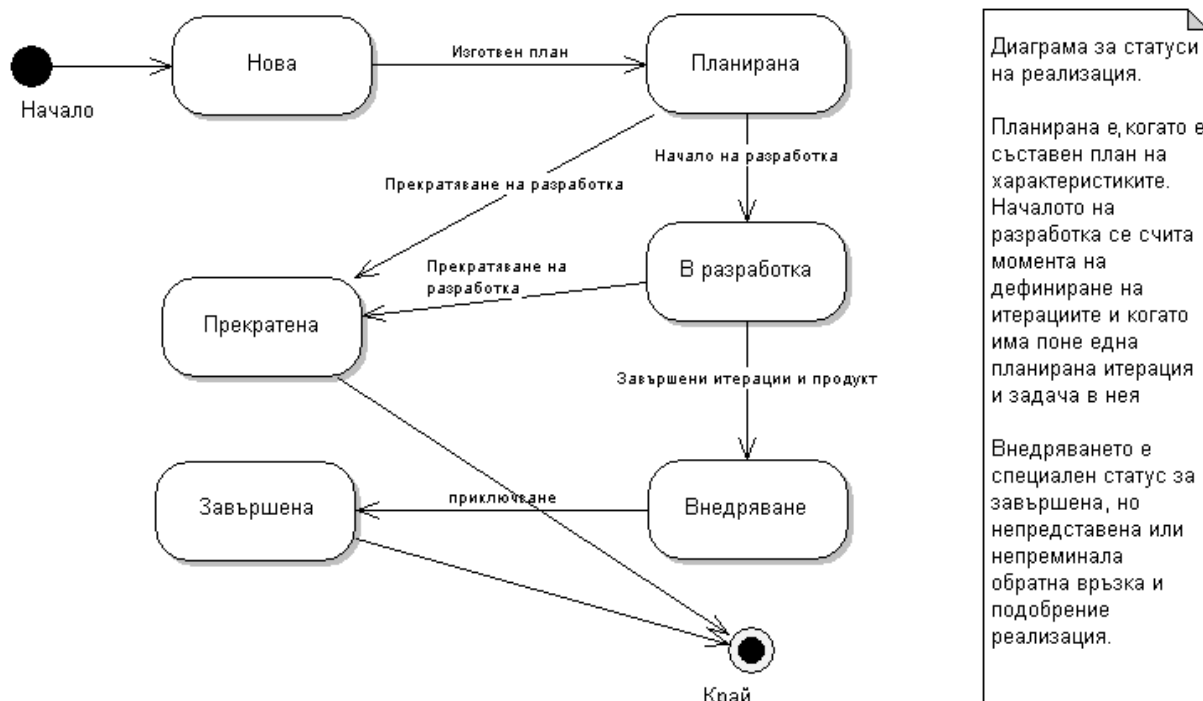 Нова
Изготвен план
Планирана
Начало
Начало на разработка
Прекратяване на разработка
В разработка
Прекратяване на
разработка
Прекратена
Завършени итерации и продукт
Завършена
приключване
Внедряване
Край
Диаграма за статуси
на реализация.
Планирана е, когато е
съставен план на
характеристиките.
Началото на
разработка се счита
момента на
дефиниране на
итерациите и когато
има поне една
планирана итерация
и задача в нея
Внедряването е
специален статус за
завършена, но
непредставена или
непреминала
обратна връзка и
подобрение
реализация.